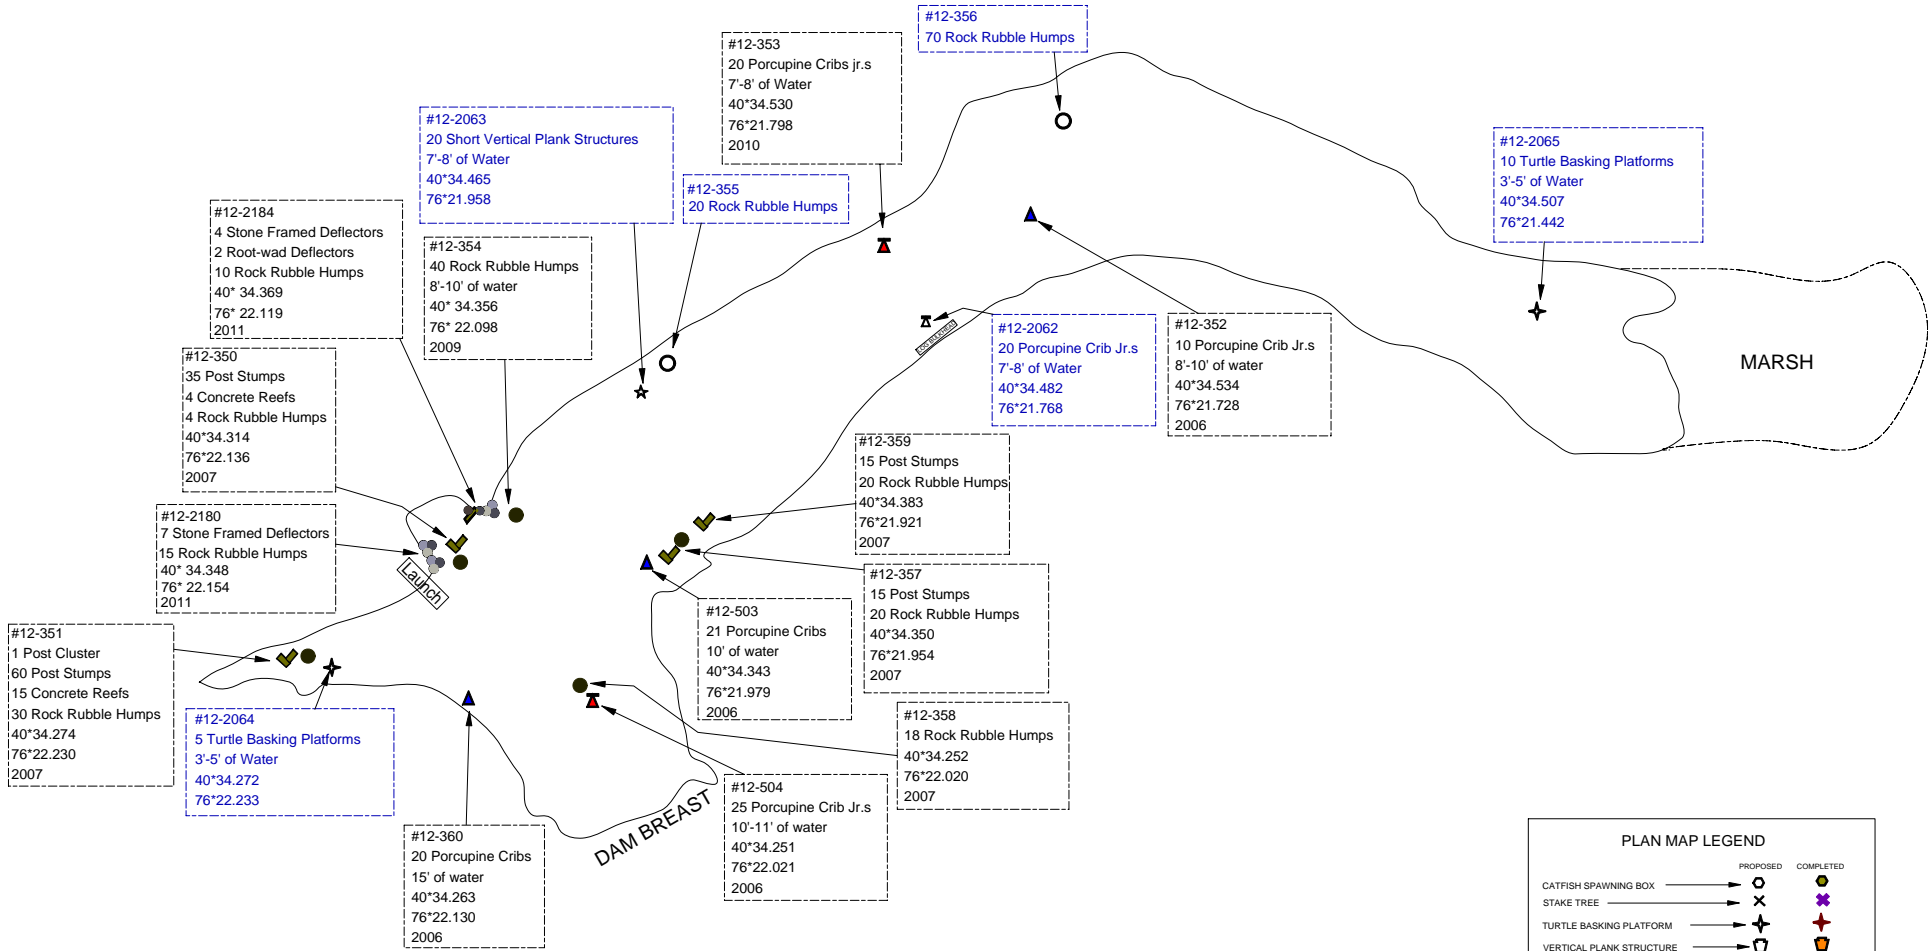 #12-356
70 Rock Rubble Humps
#12-353
20 Porcupine Cribs jr.s
7'-8' of Water
40*34.530
76*21.798
2010
#12-2063
20 Short Vertical Plank Structures
7'-8' of Water
40*34.465
76*21.958
#12-2065
10 Turtle Basking Platforms
3'-5' of Water
40*34.507
76*21.442
#12-355
20 Rock Rubble Humps
#12-2184
4 Stone Framed Deflectors
2 Root-wad Deflectors
10 Rock Rubble Humps
40* 34.369
76* 22.119
2011
#12-354
40 Rock Rubble Humps
8'-10' of water
40* 34.356
76* 22.098
2009
#12-2062
20 Porcupine Crib Jr.s
7'-8' of Water
40*34.482
76*21.768
#12-352
10 Porcupine Crib Jr.s
8'-10' of water
40*34.534
76*21.728
2006
MARSH
#12-350
35 Post Stumps
4 Concrete Reefs
4 Rock Rubble Humps
40*34.314
76*22.136
2007
#12-359
15 Post Stumps
20 Rock Rubble Humps
40*34.383
76*21.921
2007
#12-2180
7 Stone Framed Deflectors
15 Rock Rubble Humps
40* 34.348
76* 22.154
2011
Launch
#12-357
15 Post Stumps
20 Rock Rubble Humps
40*34.350
76*21.954
2007
#12-503
21 Porcupine Cribs
10' of water
40*34.343
76*21.979
2006
#12-351
1 Post Cluster
60 Post Stumps
15 Concrete Reefs
30 Rock Rubble Humps
40*34.274
76*22.230
2007
#12-2064
5 Turtle Basking Platforms
3'-5' of Water
40*34.272
76*22.233
#12-358
18 Rock Rubble Humps
40*34.252
76*22.020
2007
#12-504
25 Porcupine Crib Jr.s
10'-11' of water
40*34.251
76*22.021
2006
DAM BREAST
#12-360
20 Porcupine Cribs
15' of water
40*34.263
76*22.130
2006
PLAN MAP LEGEND
PROPOSED COMPLETED
CATFISH SPAWNING BOX
STAKE TREE
TURTLE BASKING PLATFORM
VERTICAL PLANK STRUCTURE